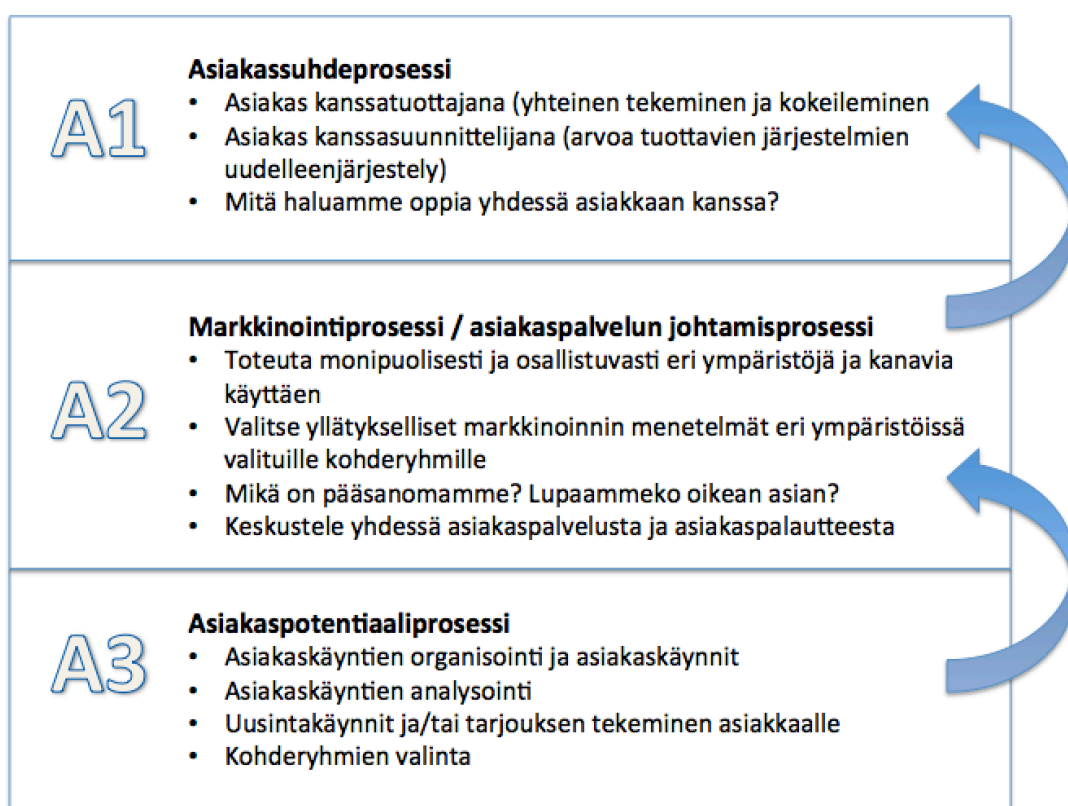 A1
Asiakassuhdeprosessi
• Asiakas kanssatuottajana (yhteinen tekeminen ja kokeileminen
• Asiakas kanssasuunnittelijana (arvoa tuottavien järjestelmien
uudelleenjärjestely)
• Mitä haluamme oppia yhdessä asiakkaan kanssa?
A2
Markkinointiprosessi / asiakaspalvelun johtamisprosessi
• Toteuta monipuolisesti ja osallistuvasti eri ympäristöjä ja kanavia
käyttäen
• Valitse yllätykselliset markkinoinnin menetelmät eri ympäristöissä
valituille kohderyhmille
• Mikä on pääsanomamme? Lupaammeko oikean asian?
• Keskustele yhdessä asiakaspalvelusta ja asiakaspalautteesta
A3
Asiakaspotentiaaliprosessi
• Asiakaskäyntien organisointi ja asiakaskäynnit
• Asiakaskäyntien analysointi
• Uusintakäynnit ja/tai tarjouksen tekeminen asiakkaalle
• Kohderyhmien valinta